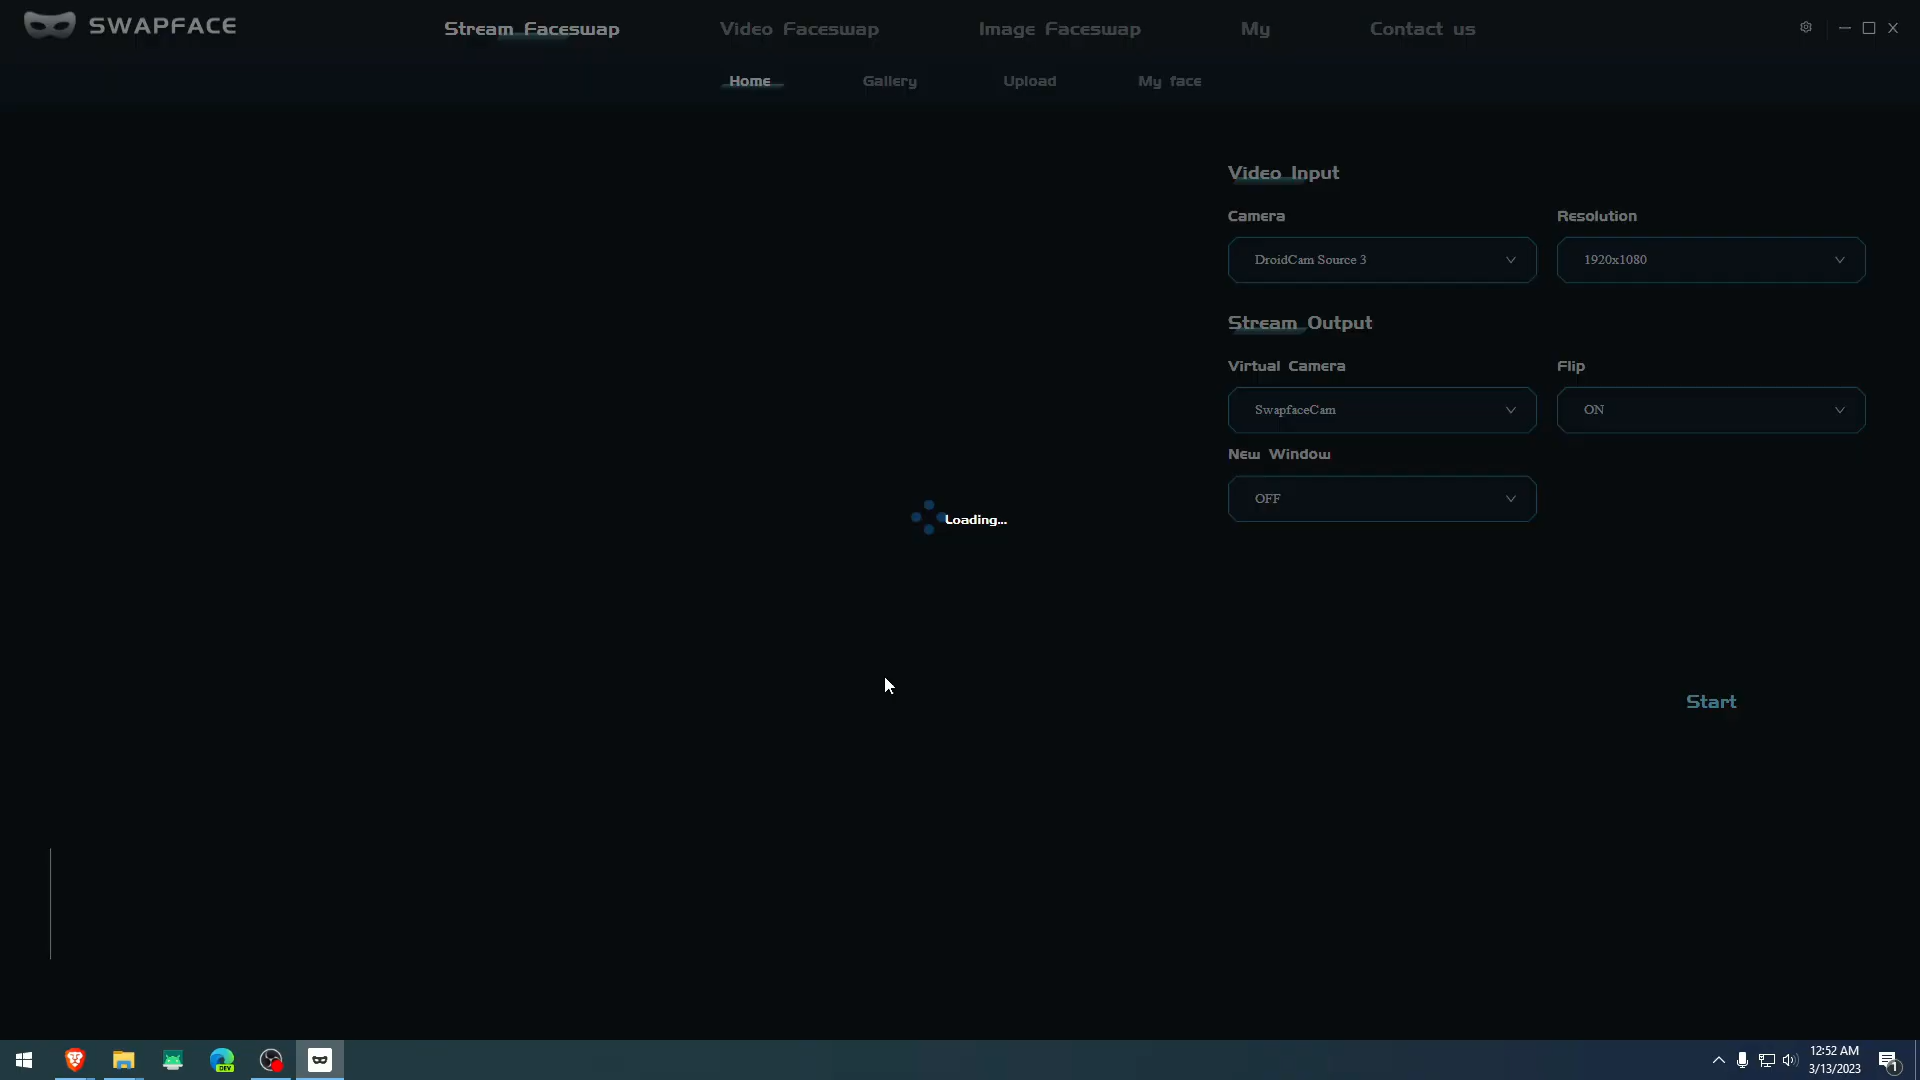 SWAPFACE
Stream Faceswap
Video Faceswap
Image Faceswap
My
Contact us
Home
Gallery
Upload
My face
Video Input
Camera
Resolution
DroidCam Source 3
1920x1080
Stream Output
Virtual Camera
Flip
SwapfaceCam
ON
New Window
OFF
Loading...
Start
DEV
12:52 AM
3/13/2023
1